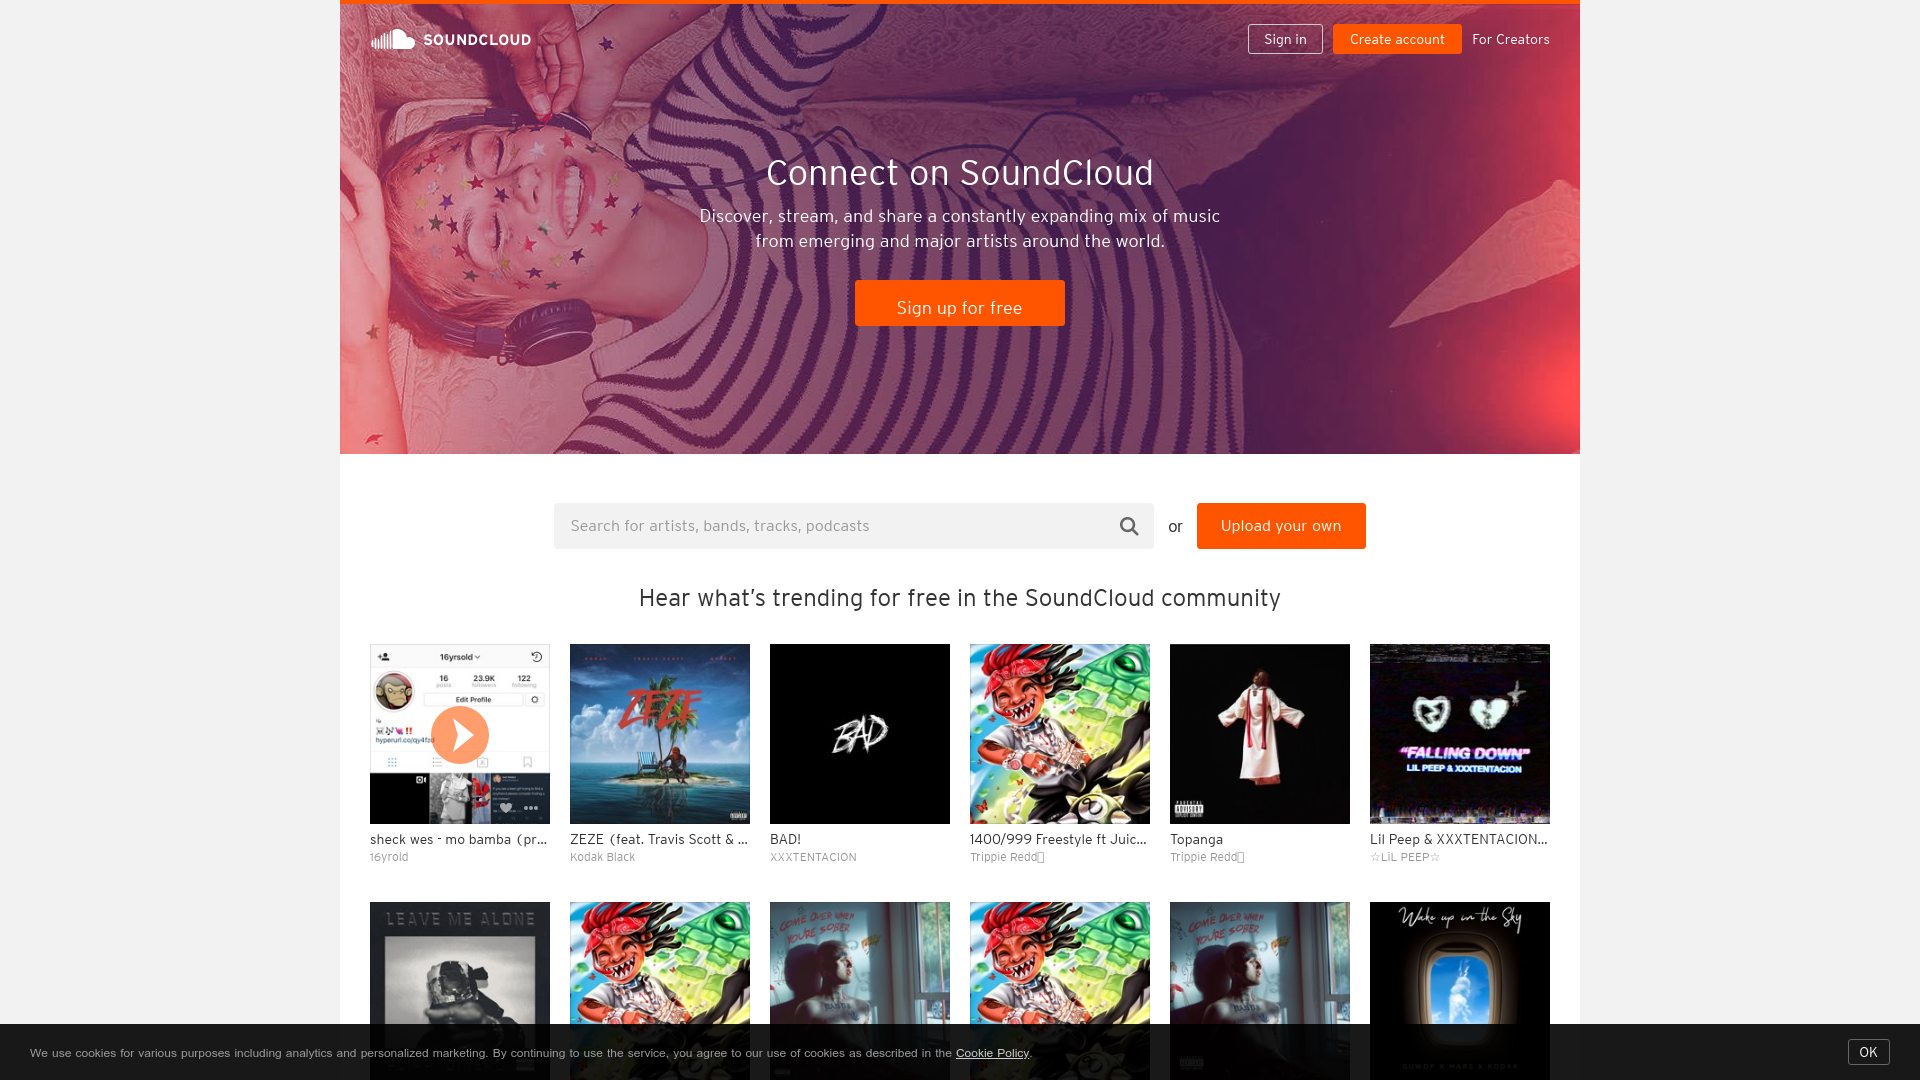 SOUNDCLOUD
Sign in
Create account
For Creators
Connect on SoundCloud
Discover, stream, and share a constantly expanding mix of music
from emerging and major artists around the world.
Sign up for free
Search for artists, bands, tracks, podcasts
or
Upload your own
Hear what's trending for free in the SoundCloud community
16yrsold
16
23.9K
122
posts
followers
following
Edit Profile
hyperurl.co/qy4fzd
KODAK
TRAVIS SCOTT
ZEZE
BAD
PARENTAL
ADVISORY
EXPLICIT CONTENT
"FALLING DOWN"
LIL PEEP & XXXTENTACION
sheck wes - mo bamba (pr...
ZEZE (feat. Travis Scott & ...
BAD!
1400/999 Freestyle ft Juic...
Topanga
Lil Peep & XXXTENTACION...
16yrold
Kodak Black
XXXTENTACION
Trippie Redd
Trippie Redd
☆LiL PEEP☆
LEAVE ME ALONE
COME OVER WHEN
YOU'RE SOBER
COME OVER WHEN
YOU'RE SOBER
Wake up in the Sky
We use cookies for various purposes including analytics and personalized marketing. By continuing to use the service, you agree to our use of cookies as described in the Cookie Policy.
OK